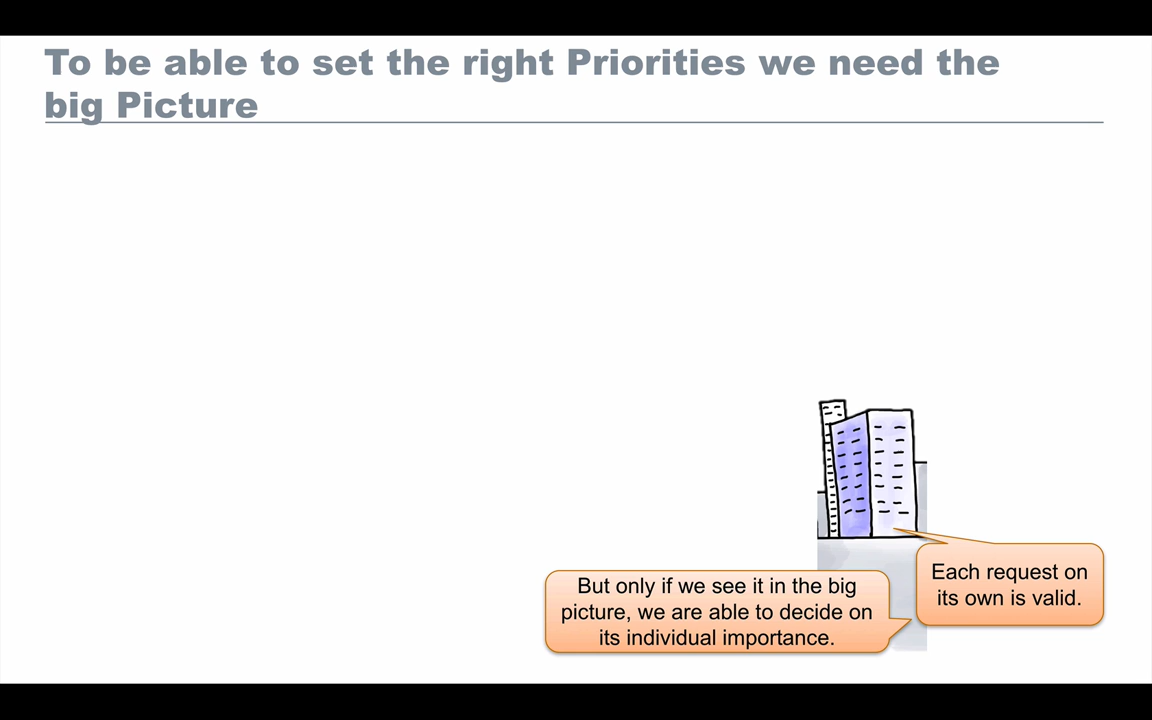 To be able to set the right Priorities we need the
big Picture
Each request on
its own is valid.
But only if we see it in the big
picture, we are able to decide on
its individual importance.